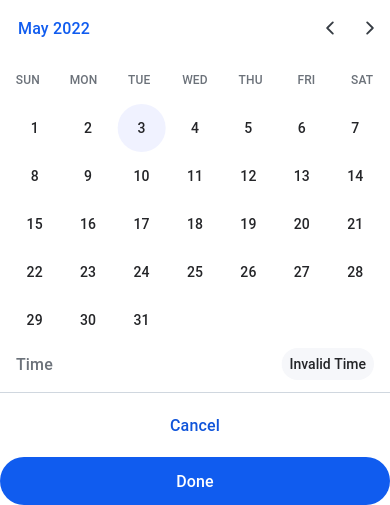 May 2022
SUN MON TUE WED THU FRI SAT
1 2 3 4 5 6 7
8 9 10 11 12 13 14
15 16 17 18 19 20 21
22 23 24 25 26 27 28
29 30 31
Time Invalid Time
Cancel
Done